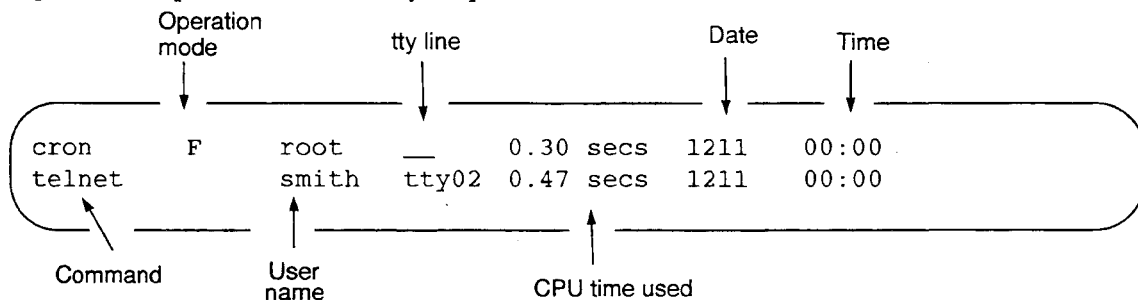 Operation
mode
tty line
Date
Time
cron F root __ 0.30 secs 1211 00:00
telnet smith tty02 0.47 secs 1211 00:00
Command
User
name
CPU time used